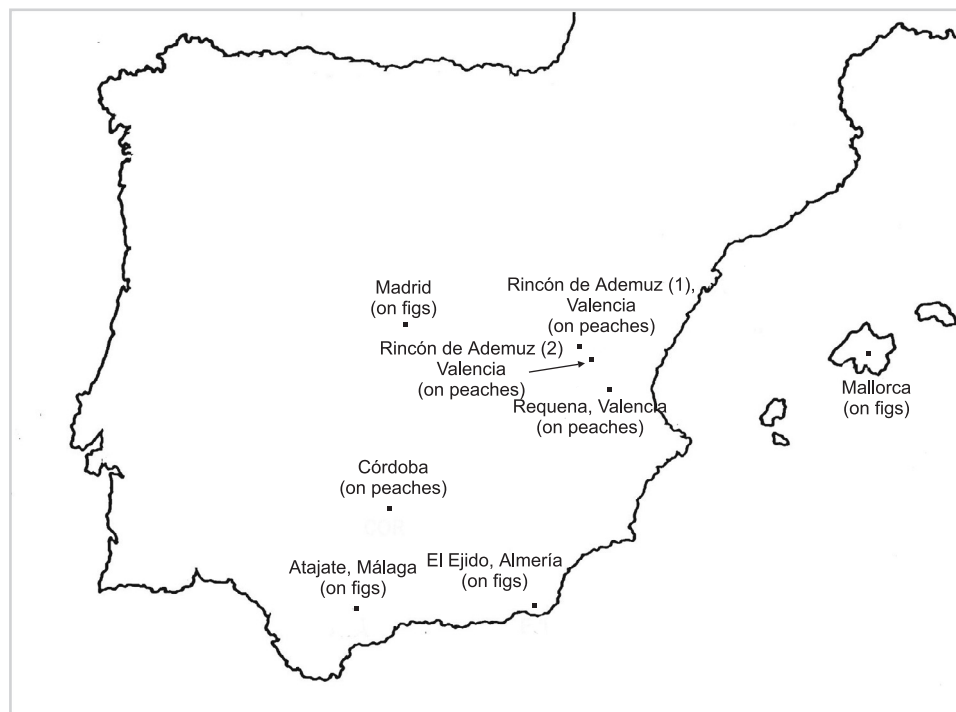 Madrid
(on figs)
Rincón de Ademuz (1),
Valencia
(on peaches)
Rincón de Ademuz (2)
Valencia
(on peaches)
Requena, Valencia
(on peaches)
Mallorca
(on figs)
Córdoba
(on peaches)
Atajate, Málaga
(on figs)
El Ejido, Almería
(on figs)